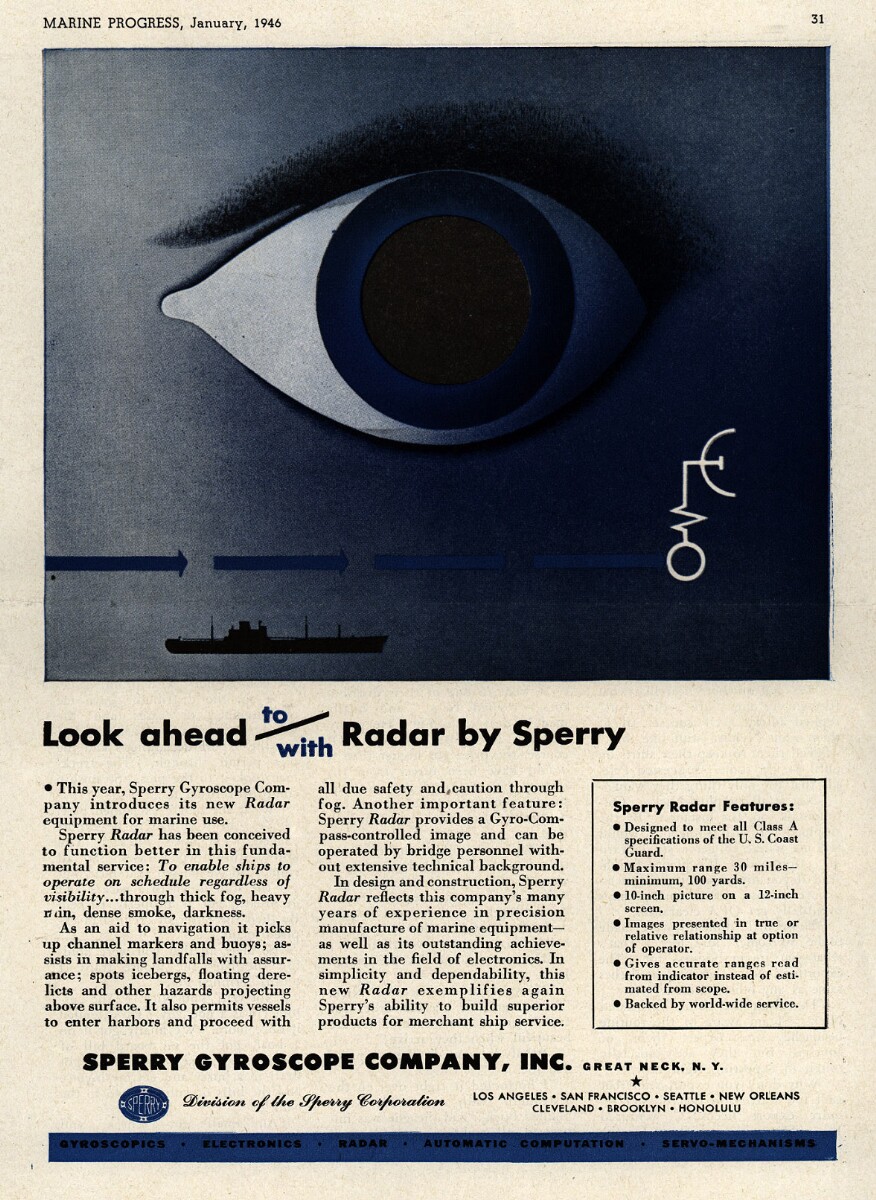 MARINE PROGRESS, January, 1946
31
Look ahead to with Radar by Sperry
• This year, Sperry Gyroscope Com-
pany introduces its new Radar
equipment for marine use.
Sperry Radar has been conceived
to function better in this funda-
mental service: To enable ships to
operate on schedule regardless of
visibility...through thick fog, heavy
rain, dense smoke, darkness.
As an aid to navigation it picks
up channel markers and buoys; as-
sists in making landfalls with assur-
ance; spots icebergs, floating dere-
licts and other hazards projecting
above surface. It also permits vessels
to enter harbors and proceed with
all due safety and caution through
fog. Another important feature:
Sperry Radar provides a Gyro-Com-
pass-controlled image and can be
operated by bridge personnel with-
out extensive technical background.
In design and construction, Sperry
Radar reflects this company's many
years of experience in precision
manufacture of marine equipment—
as well as its outstanding achieve-
ments in the field of electronics. In
simplicity and dependability, this
new Radar exemplifies again
Sperry's ability to build superior
products for merchant ship service.
Sperry Radar Features:
• Designed to meet all Class A
specifications of the U. S. Coast
Guard.
• Maximum range 30 miles—
minimum, 100 yards.
• 10-inch picture on a 12-inch
screen.
• Images presented in true or
relative relationship at option
of operator.
• Gives accurate ranges read
from indicator instead of esti-
mated from scope.
• Backed by world-wide service.
SPERRY GYROSCOPE COMPANY, INC. GREAT NECK, N. Y.
SPERRY
Division of the Sperry Corporation
LOS ANGELES • SAN FRANCISCO • SEATTLE • NEW ORLEANS
CLEVELAND • BROOKLYN • HONOLULU
GYROSCOPICS • ELECTRONICS • RADAR • AUTOMATIC COMPUTATION • SERVO-MECHANISMS